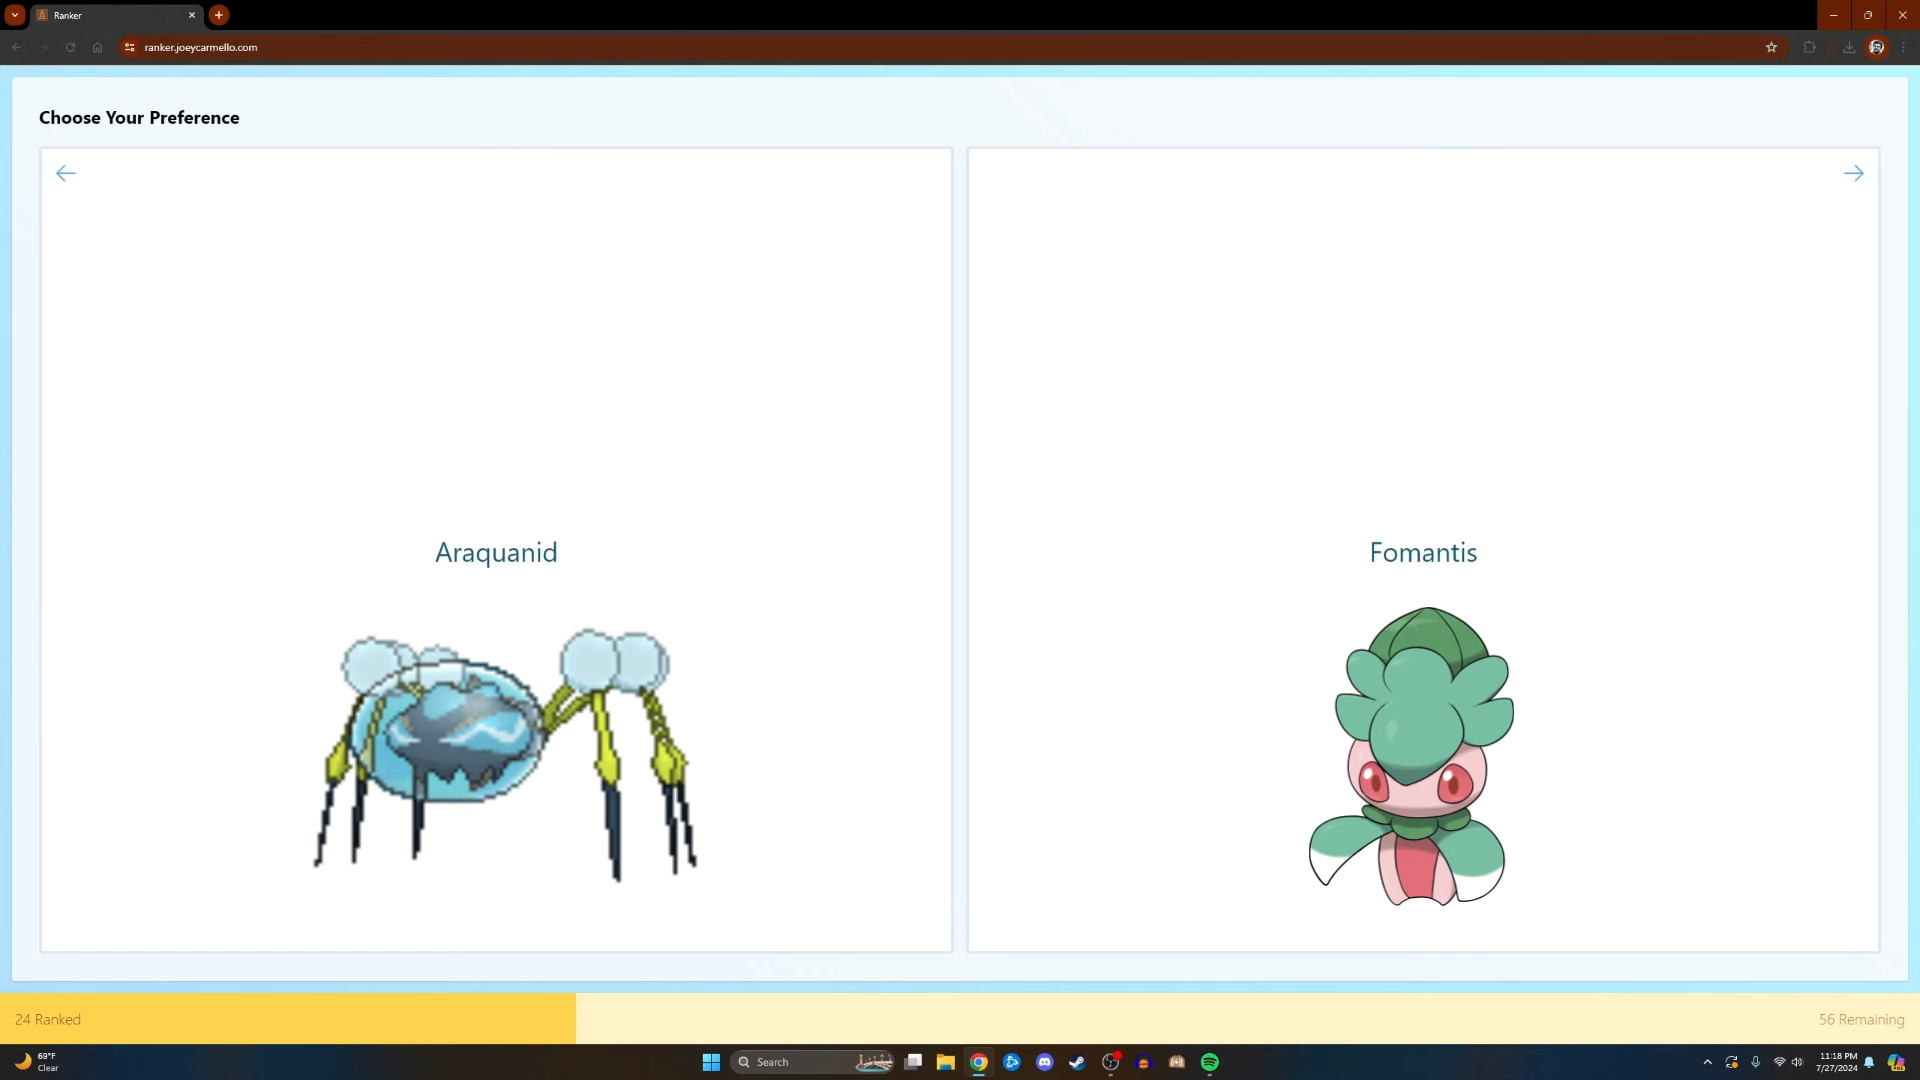 Ranker
ranker.joeycarmello.com
Choose Your Preference
Araquanid
Fomantis
24 Ranked
56 Remaining
69°F
Clear
Search
11:18 PM
7/27/2024